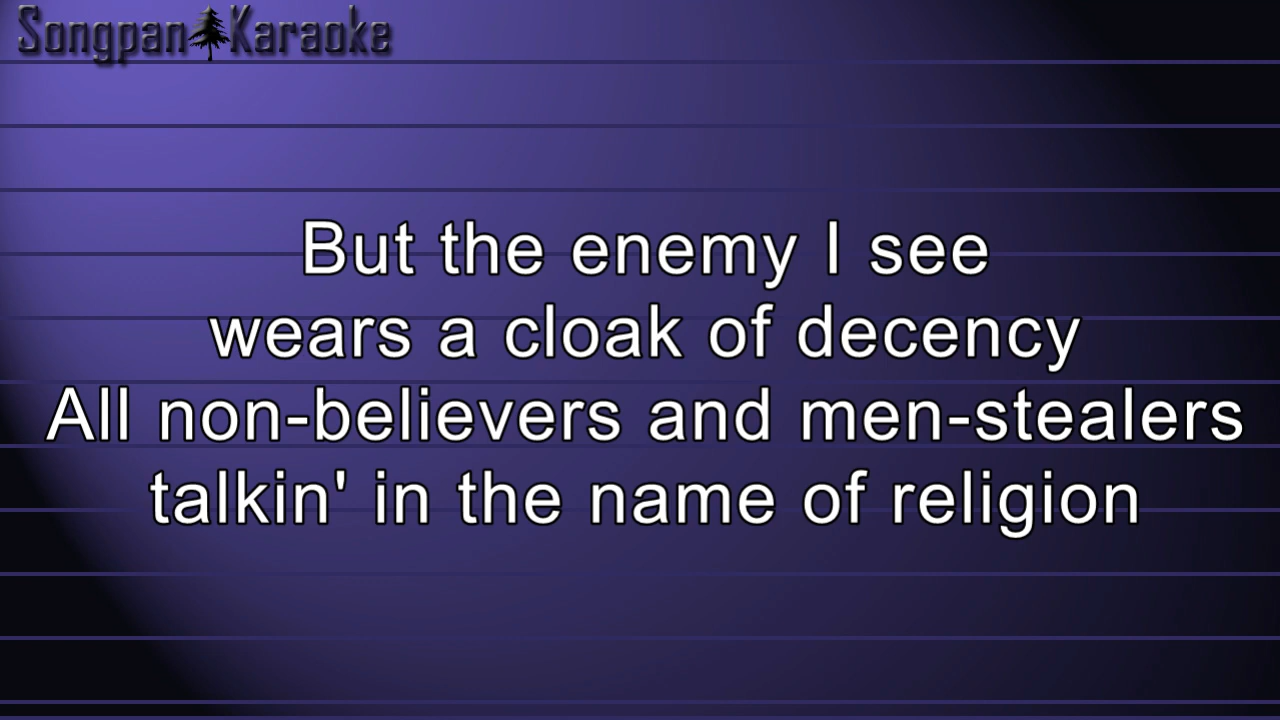 Songpan Karaoke
But the enemy I see
wears a cloak of decency
All non-believers and men-stealers
talkin' in the name of religion